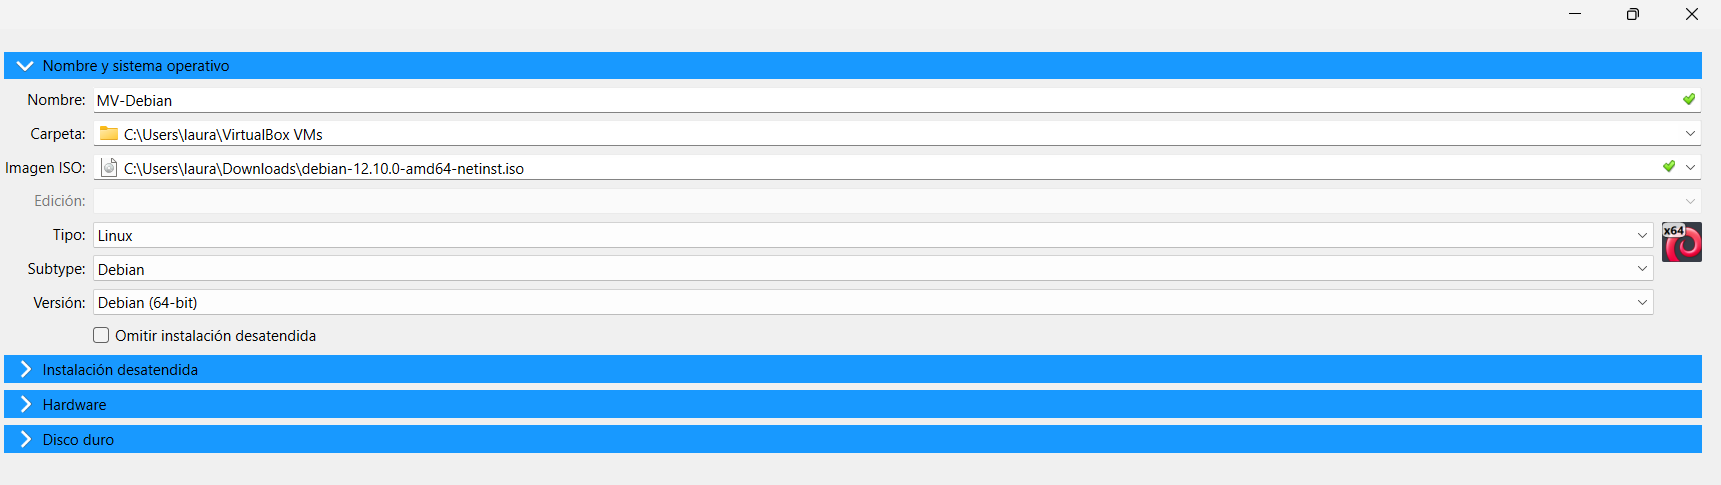 Nombre y sistema operativo
Nombre: MV-Debian
Carpeta: C:\Users\laura\VirtualBox VMs
Imagen ISO: C:\Users\laura\Downloads\debian-12.10.0-amd64-netinst.iso
Edición:
Tipo: Linux
x64
Subtype: Debian
Versión: Debian (64-bit)
Omitir instalación desatendida
Instalación desatendida
Hardware
Disco duro